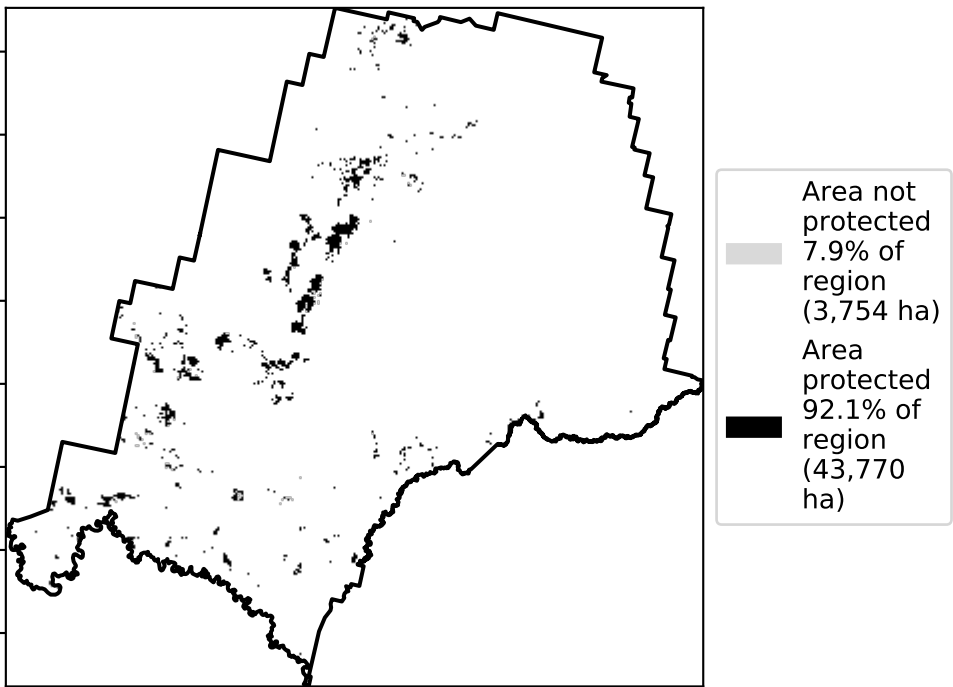 Area not
protected
7.9% of
region
(3,754 ha)
Area
protected
92.1% of
region
(43,770
ha)